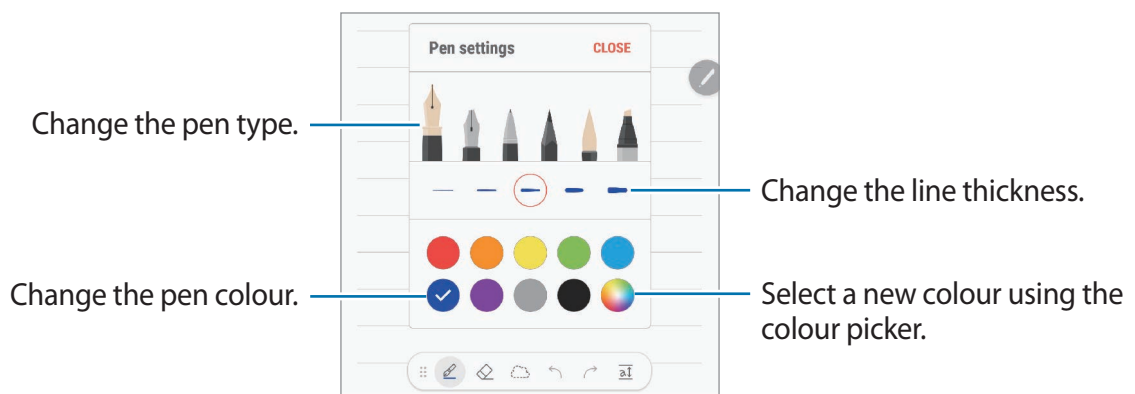 Pen settings CLOSE
Change the pen type.
Change the line thickness.
Change the pen colour.
Select a new colour using the
colour picker.
a